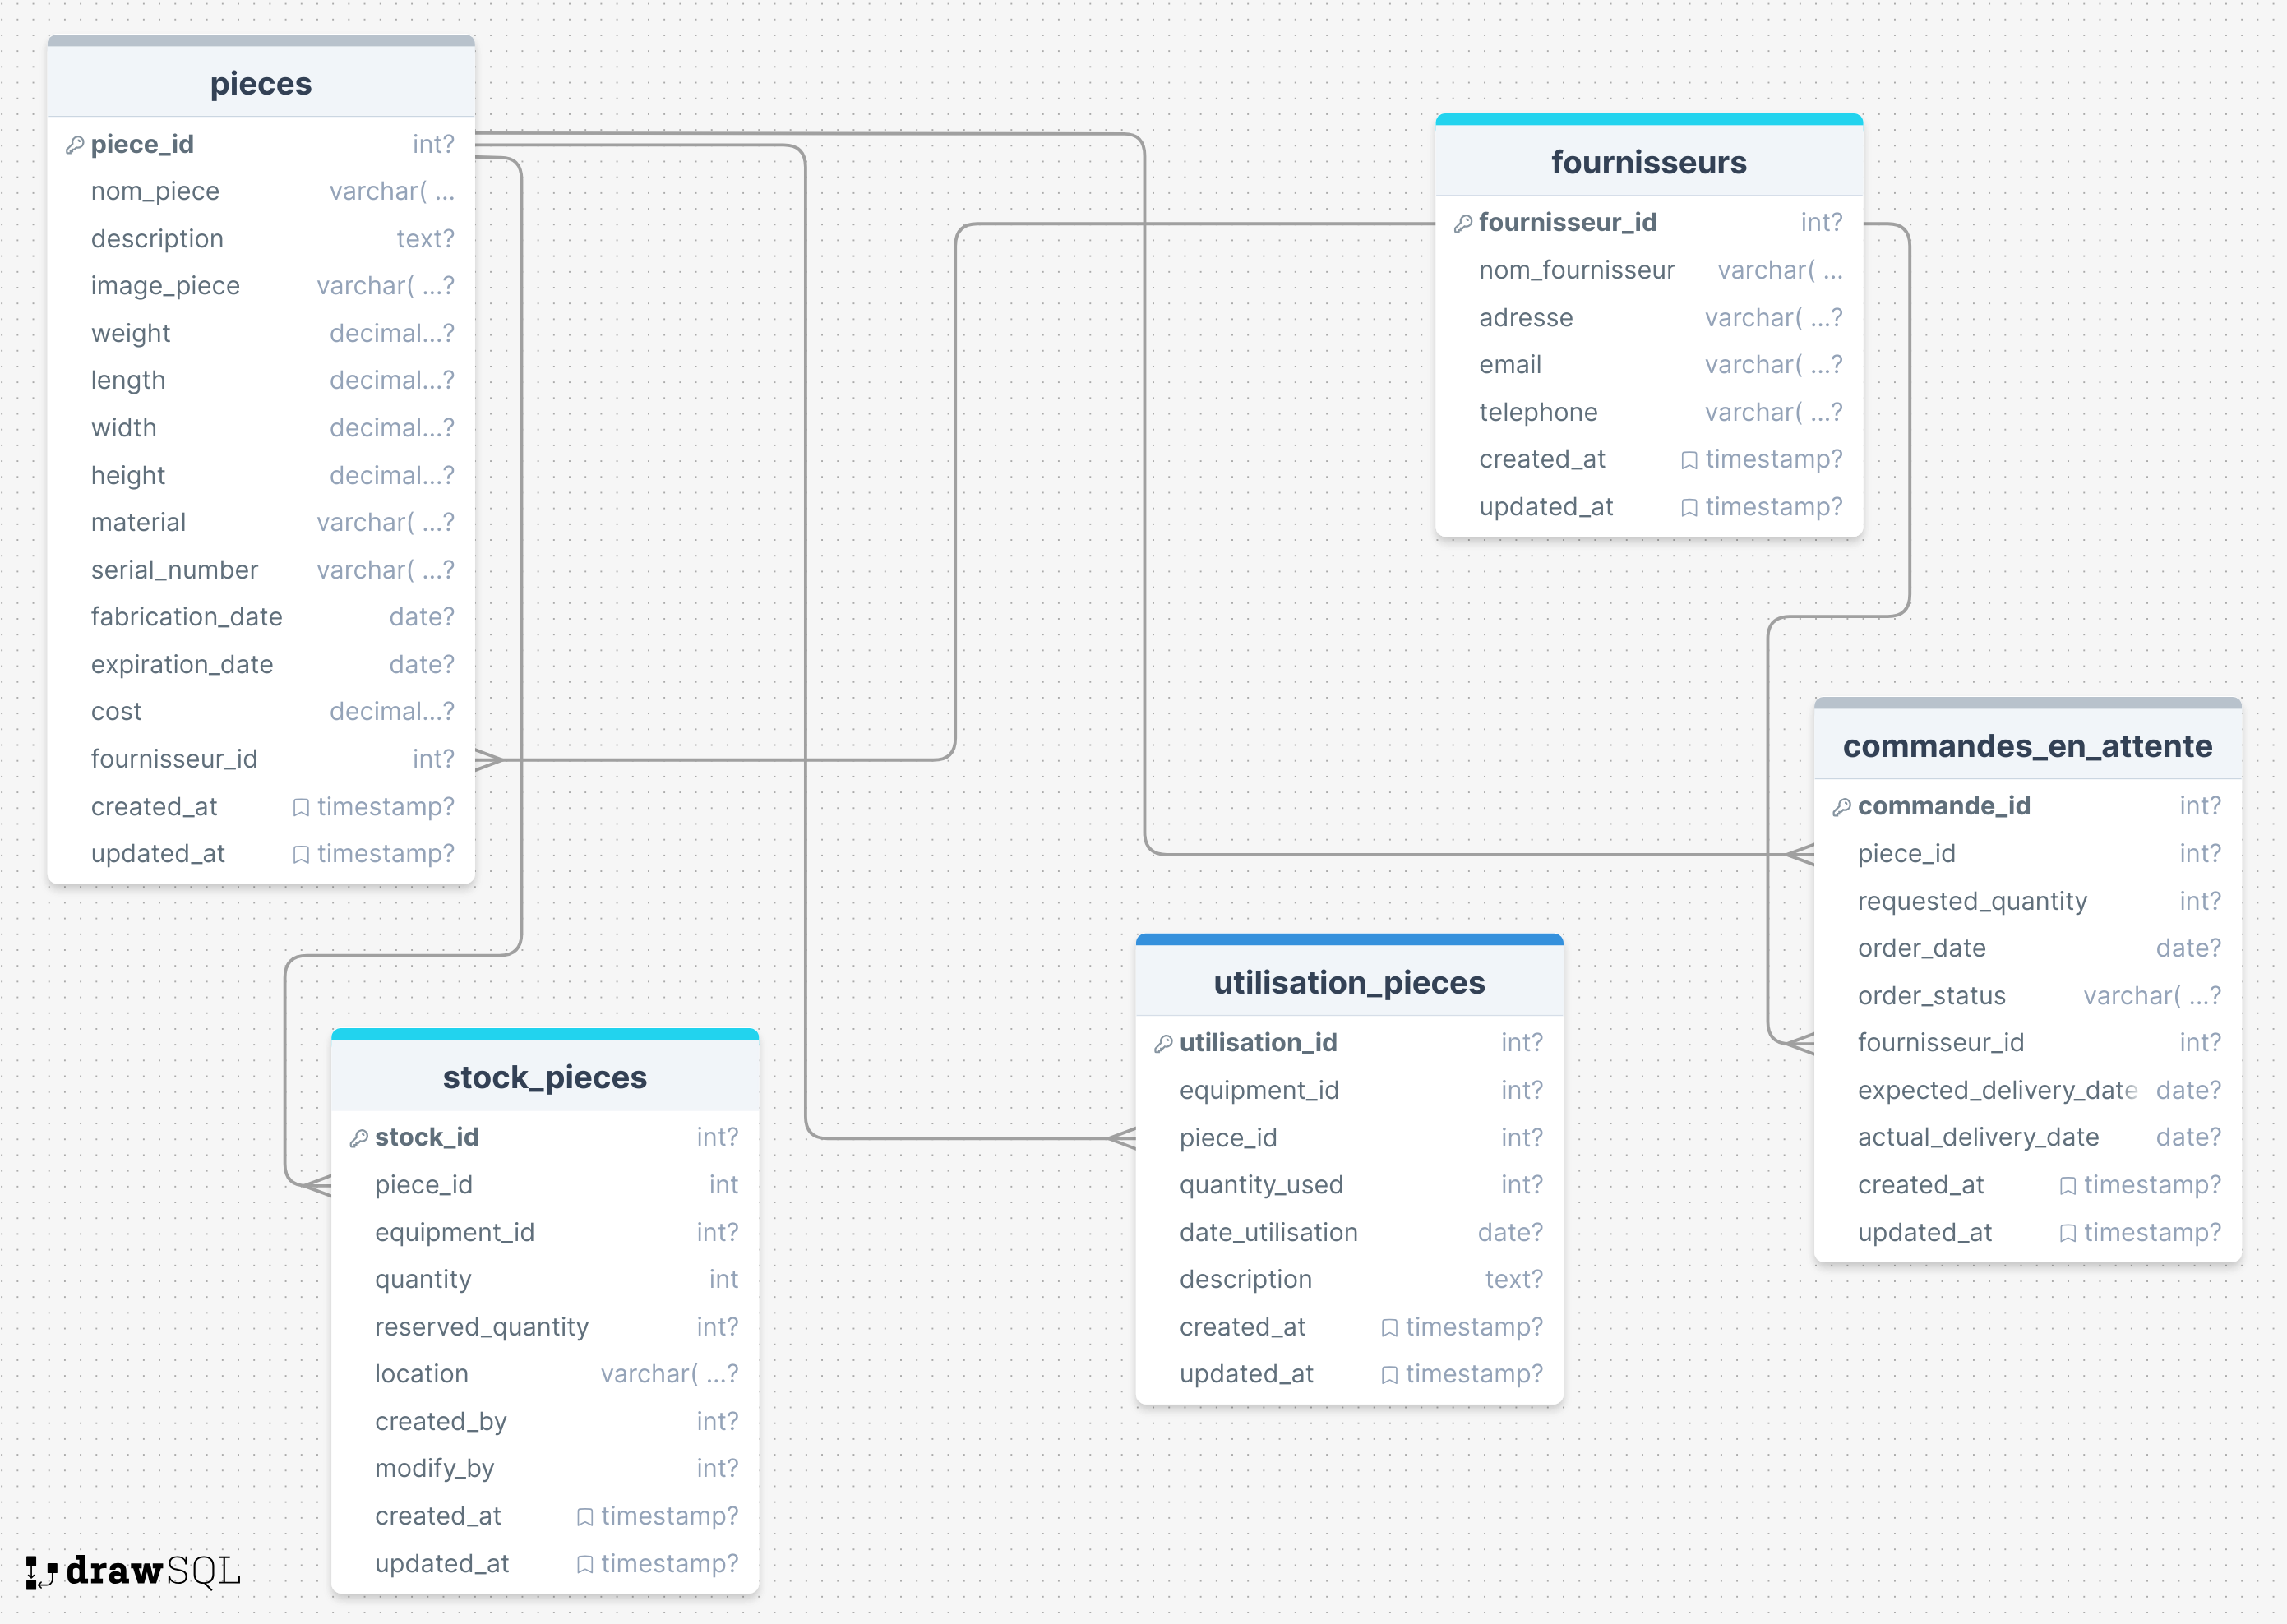 pieces
piece_id int?
nom_piece varchar( ...
description text?
image_piece varchar( ...?
weight decimal...?
length decimal...?
width decimal...?
height decimal...?
material varchar( ...?
serial_number varchar( ...?
fabrication_date date?
expiration_date date?
cost decimal...?
fournisseur_id int?
created_at timestamp?
updated_at timestamp?
fournisseurs
fournisseur_id int?
nom_fournisseur varchar( ...
adresse varchar( ...?
email varchar( ...?
telephone varchar( ...?
created_at timestamp?
updated_at timestamp?
commandes_en_attente
commande_id int?
piece_id int?
requested_quantity int?
order_date date?
order_status varchar( ...?
fournisseur_id int?
expected_delivery_date date?
actual_delivery_date date?
created_at timestamp?
updated_at timestamp?
utilisation_pieces
utilisation_id int?
equipment_id int?
piece_id int?
quantity_used int?
date_utilisation date?
description text?
created_at timestamp?
updated_at timestamp?
stock_pieces
stock_id int?
piece_id int
equipment_id int?
quantity int
reserved_quantity int?
location varchar( ...?
created_by int?
modify_by int?
created_at timestamp?
updated_at timestamp?
drawSQL